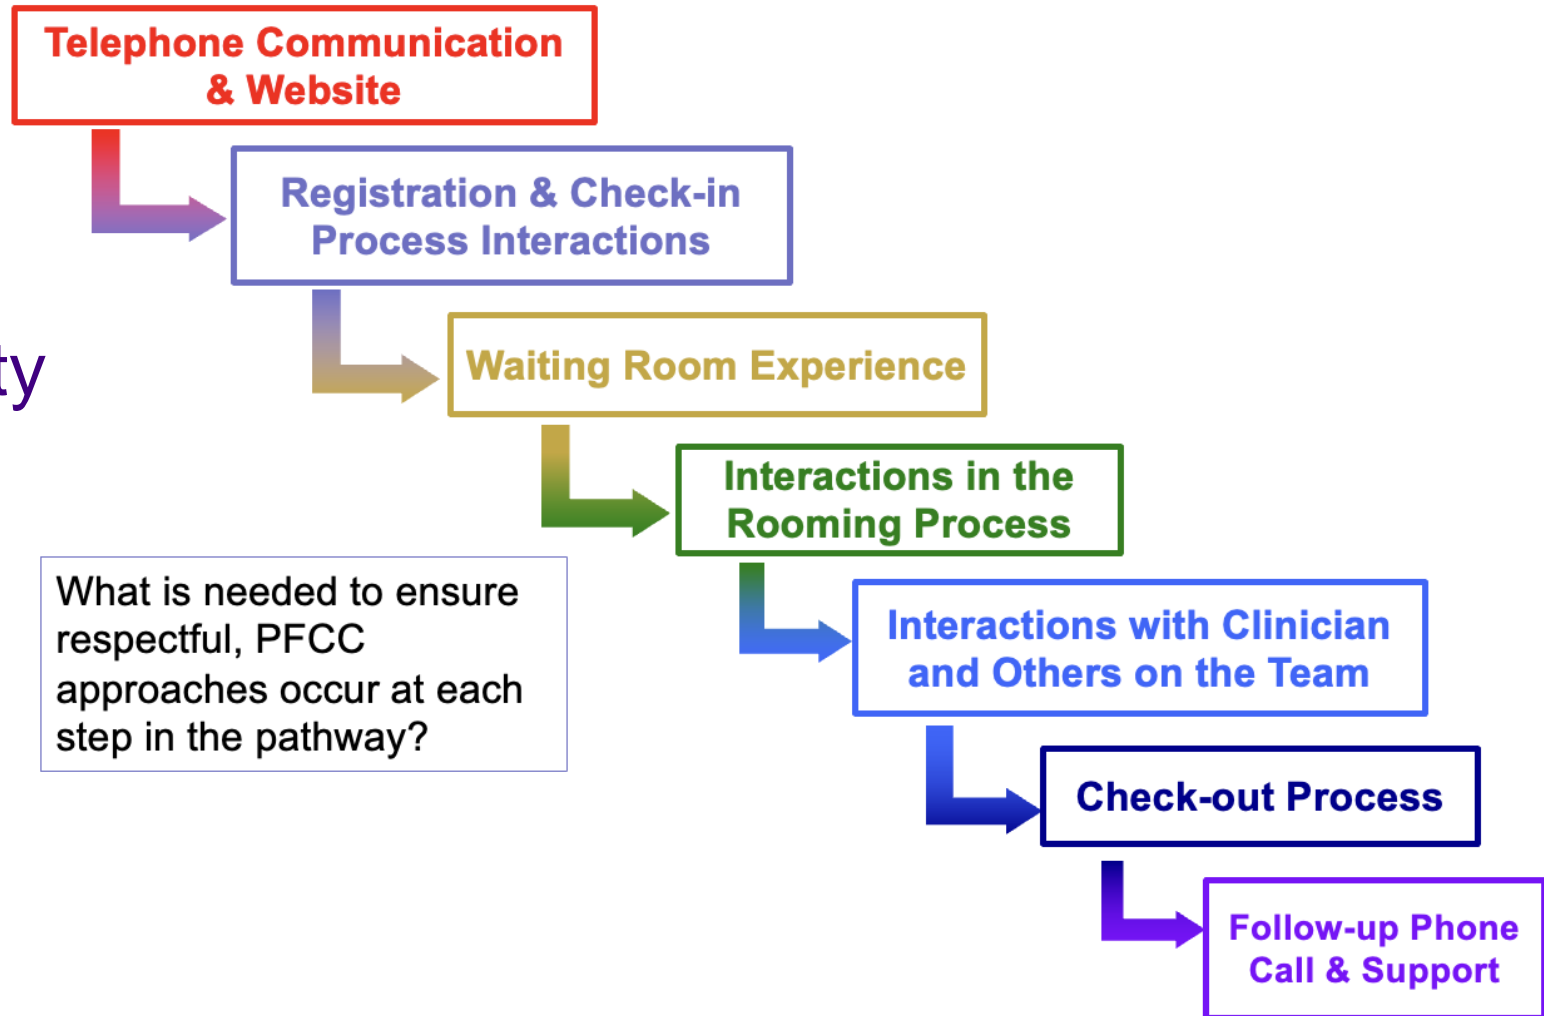 Telephone Communication
& Website
Registration & Check-in
Process Interactions
Waiting Room Experience
ty
Interactions in the
Rooming Process
What is needed to ensure
respectful, PFCC
approaches occur at each
step in the pathway?
Interactions with Clinician
and Others on the Team
Check-out Process
Follow-up Phone
Call & Support